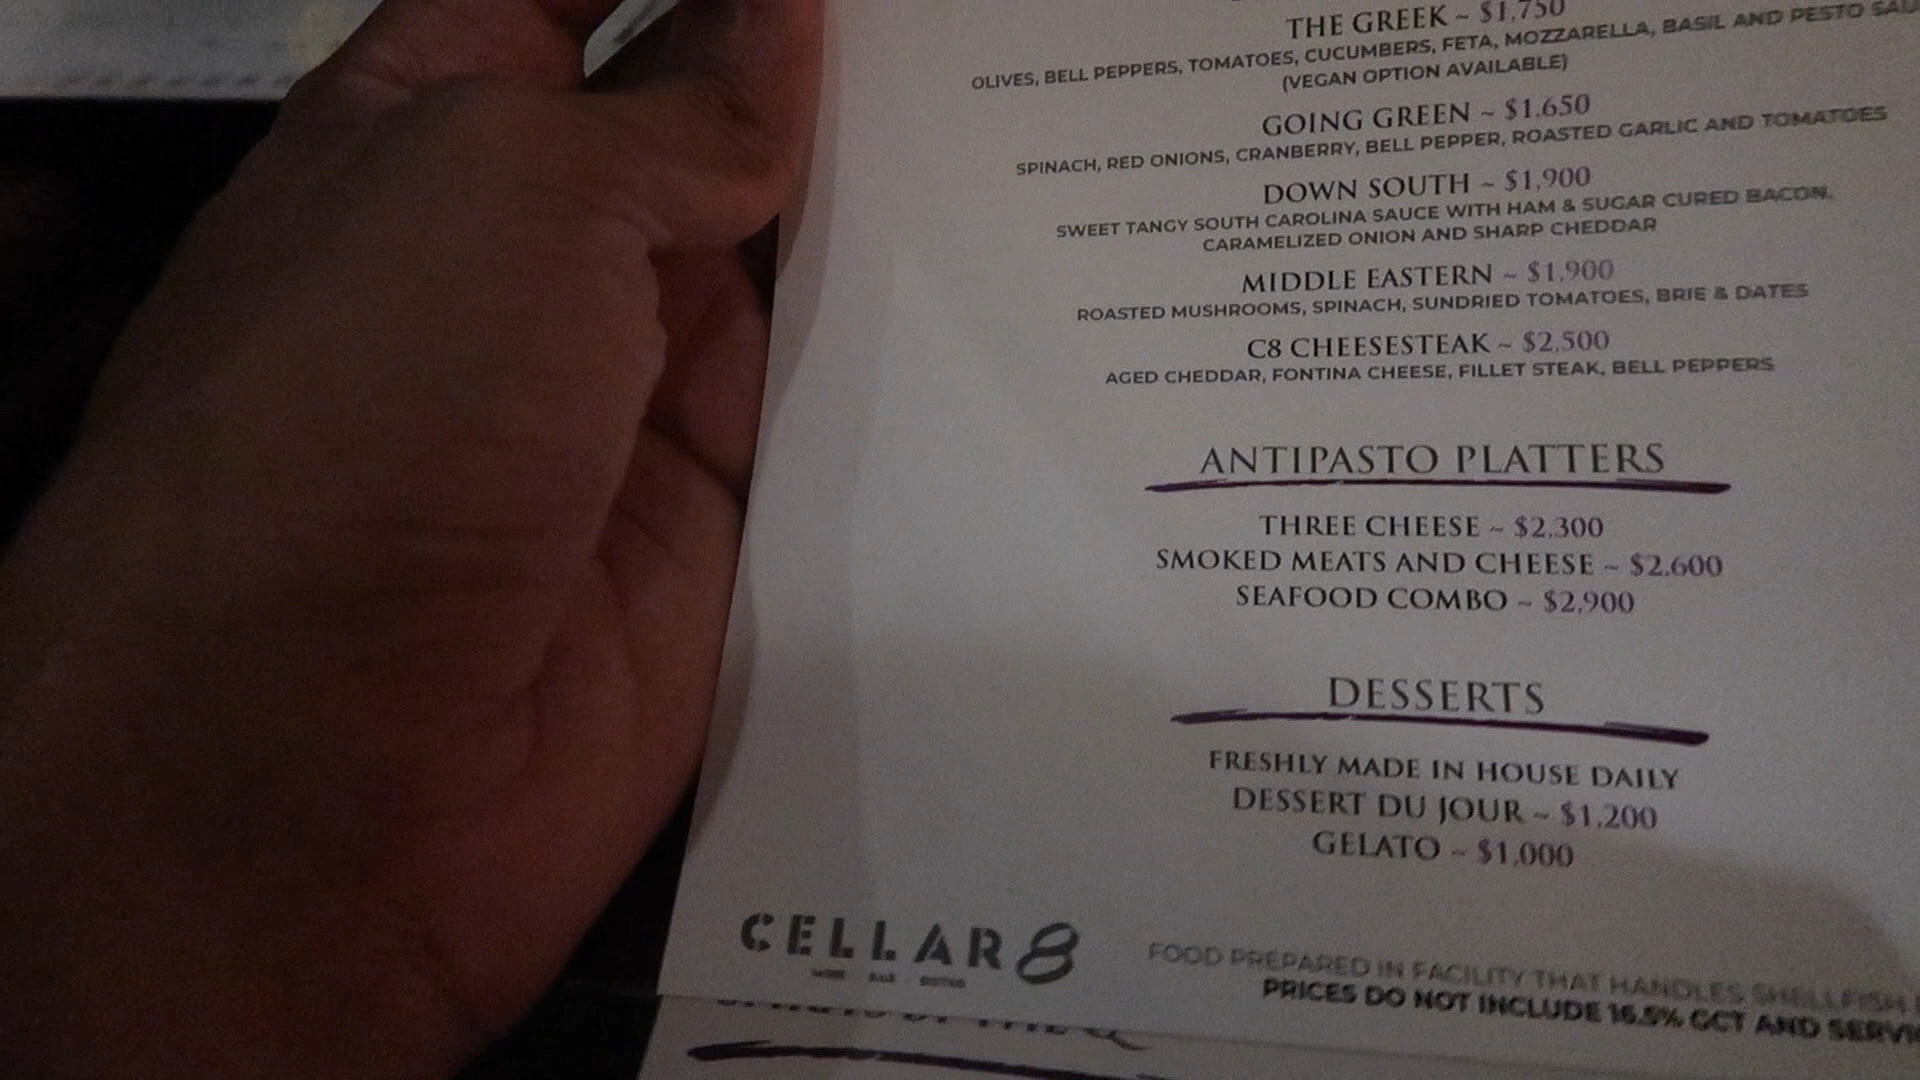 THE GREEK ~ $1,750
OLIVES, BELL PEPPERS, TOMATOES, CUCUMBERS, FETA, MOZZARELLA, BASIL AND PESTO
(VEGAN OPTION AVAILABLE)
GOING GREEN ~ $1,650
SPINACH, RED ONIONS, CRANBERRY, BELL PEPPER, ROASTED GARLIC AND TOMATOES
DOWN SOUTH ~ $1,900
SWEET TANGY SOUTH CAROLINA SAUCE WITH HAM & SUGAR CURED BACON,
CARAMELIZED ONION AND SHARP CHEDDAR
MIDDLE EASTERN ~ $1,900
ROASTED MUSHROOMS, SPINACH, SUNDRIED TOMATOES, BRIE & DATES
C8 CHEESESTEAK ~ $2,500
AGED CHEDDAR, FONTINA CHEESE, FILLET STEAK, BELL PEPPERS
ANTIPASTO PLATTERS
THREE CHEESE ~ $2,300
SMOKED MEATS AND CHEESE ~ $2,600
SEAFOOD COMBO ~ $2,900
DESSERTS
FRESHLY MADE IN HOUSE DAILY
DESSERT DU JOUR ~ $1,200
GELATO ~ $1,000
CELLAR 8
FOOD PREPARED IN FACILITY THAT HANDLES SHELLFISH
PRICES DO NOT INCLUDE 16.5% GCT AND